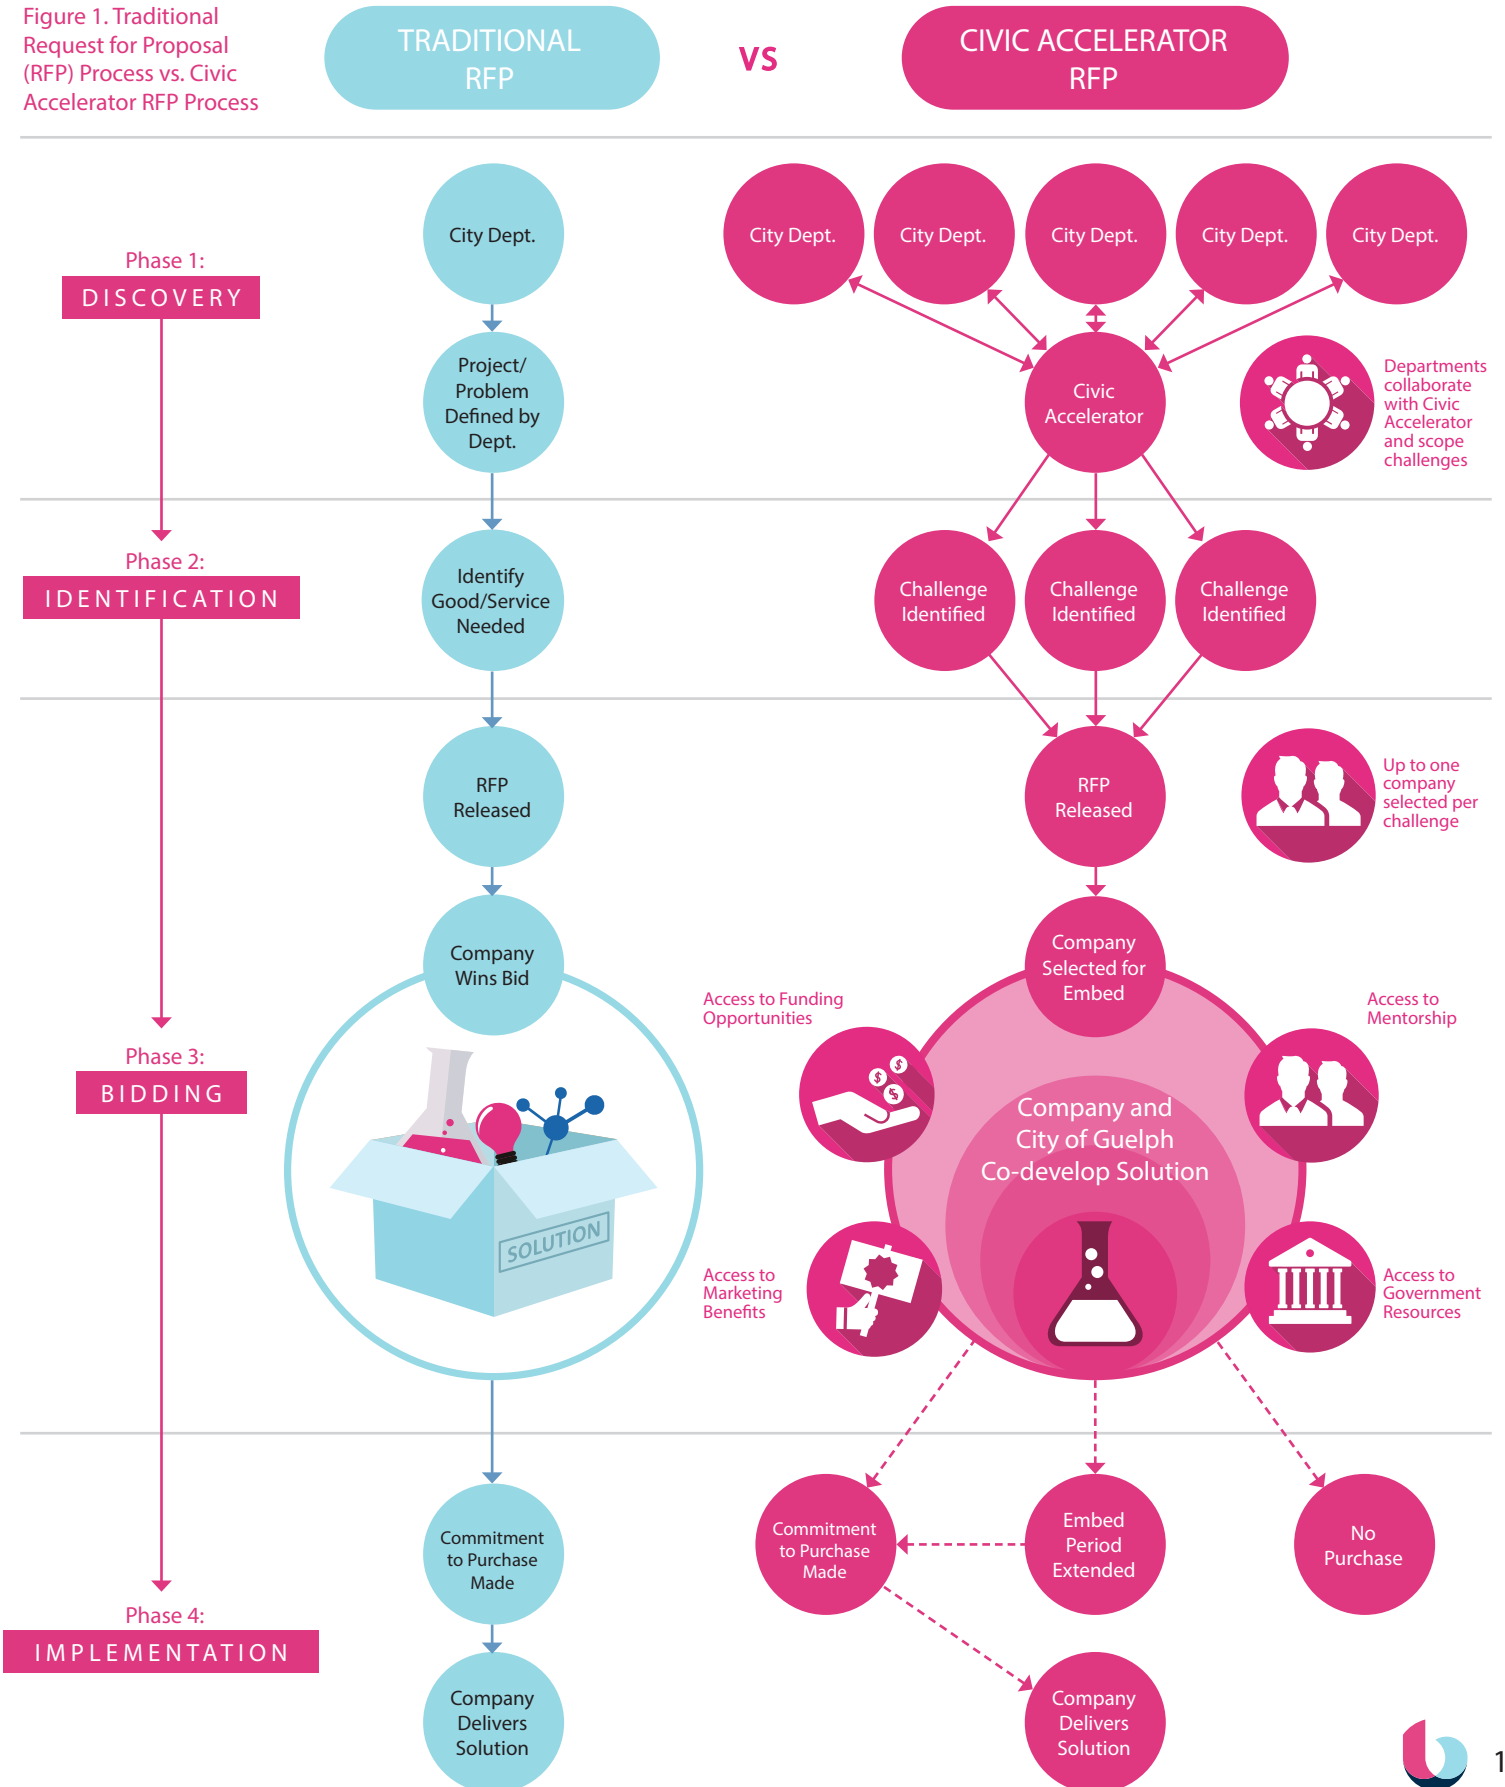 Figure 1. Traditional
Request for Proposal
(RFP) Process vs. Civic
Accelerator RFP Process
TRADITIONAL
RFP
VS
CIVIC ACCELERATOR
RFP
Phase 1:
DISCOVERY
City Dept.
City Dept.
City Dept.
City Dept.
City Dept.
City Dept.
Project/
Problem
Defined by
Dept.
Civic
Accelerator
Departments
collaborate
with Civic
Accelerator
and scope
challenges
Phase 2:
IDENTIFICATION
Identify
Good/Service
Needed
Challenge
Identified
Challenge
Identified
Challenge
Identified
RFP
Released
RFP
Released
Up to one
company
selected per
challenge
Company
Wins Bid
Company
Selected for
Embed
Phase 3:
BIDDING
SOLUTION
Access to Funding
Opportunities
Access to
Mentorship
Company and
City of Guelph
Co-develop Solution
$
$
$
Access to
Marketing
Benefits
Access to
Government
Resources
Commitment
to Purchase
Made
Commitment
to Purchase
Made
Embed
Period
Extended
No
Purchase
Phase 4:
IMPLEMENTATION
Company
Delivers
Solution
Company
Delivers
Solution
1